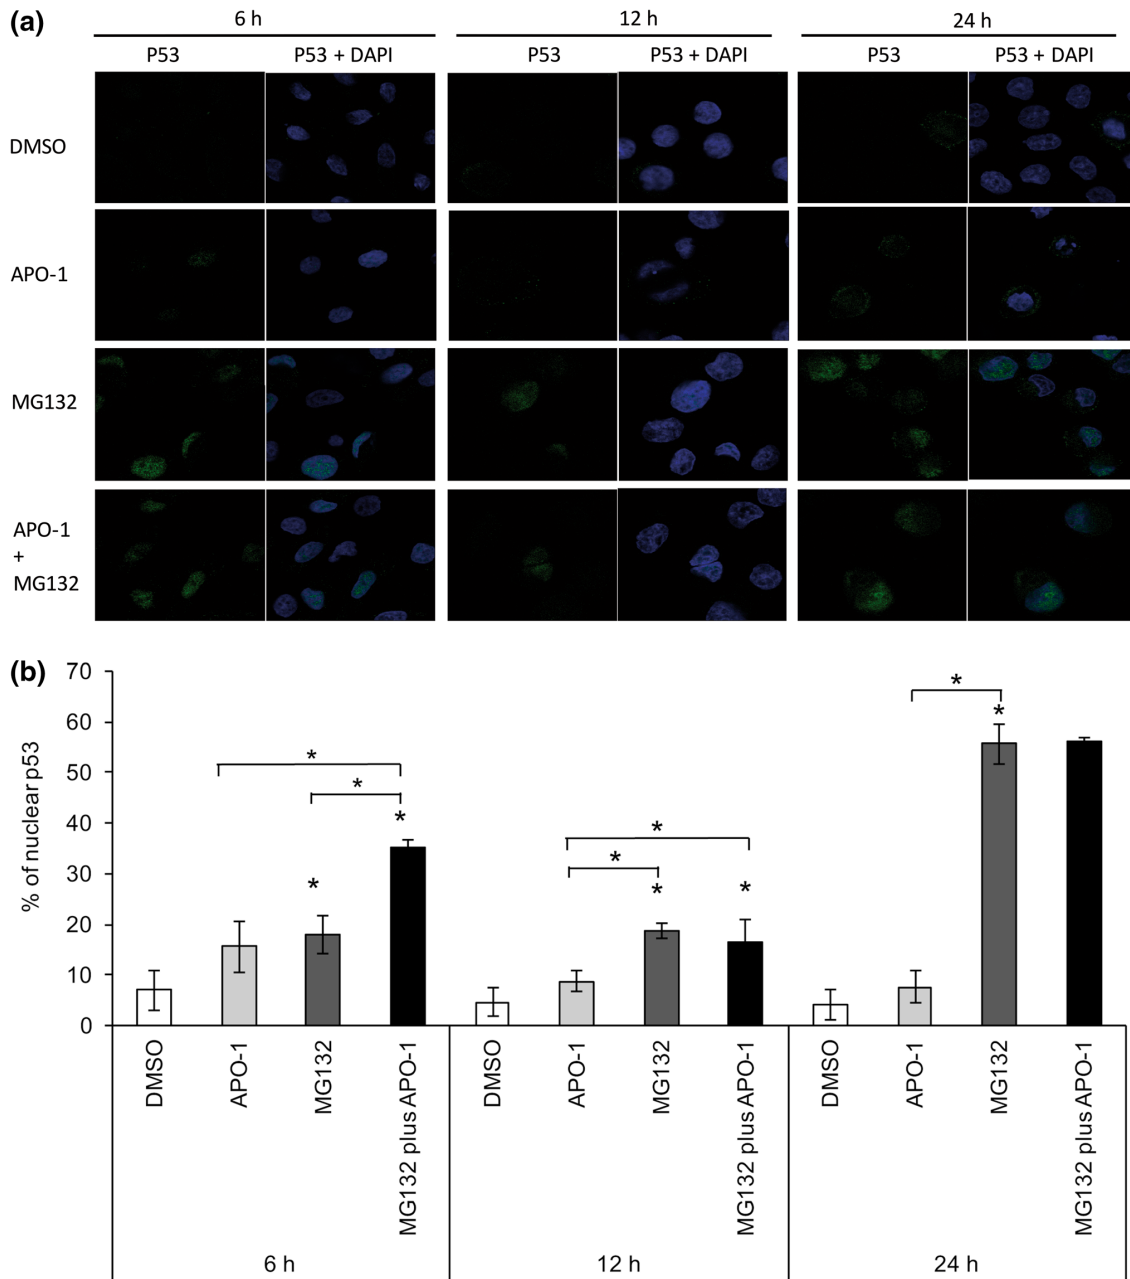 (a)
6 h 12 h 24 h
P53 P53 + DAPI P53 P53 + DAPI P53 P53 + DAPI
DMSO
APO-1
MG132
APO-1
+
MG132
(b)
% of nuclear p53
70
60
50
40
30
20
10
0
* * * *
* * * *
* *
DMSO APO-1 MG132 MG132 plus APO-1 DMSO APO-1 MG132 MG132 plus APO-1 DMSO APO-1 MG132 MG132 plus APO-1
6 h 12 h 24 h